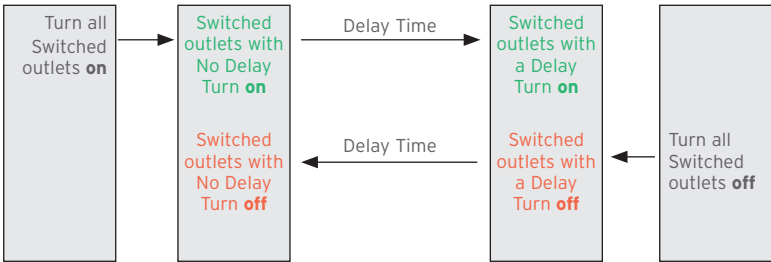 Turn all
Switched
outlets on
Switched
outlets with
No Delay
Turn on
Delay Time
Switched
outlets with
a Delay
Turn on
Switched
outlets with
No Delay
Turn off
Delay Time
Switched
outlets with
a Delay
Turn off
Turn all
Switched
outlets off